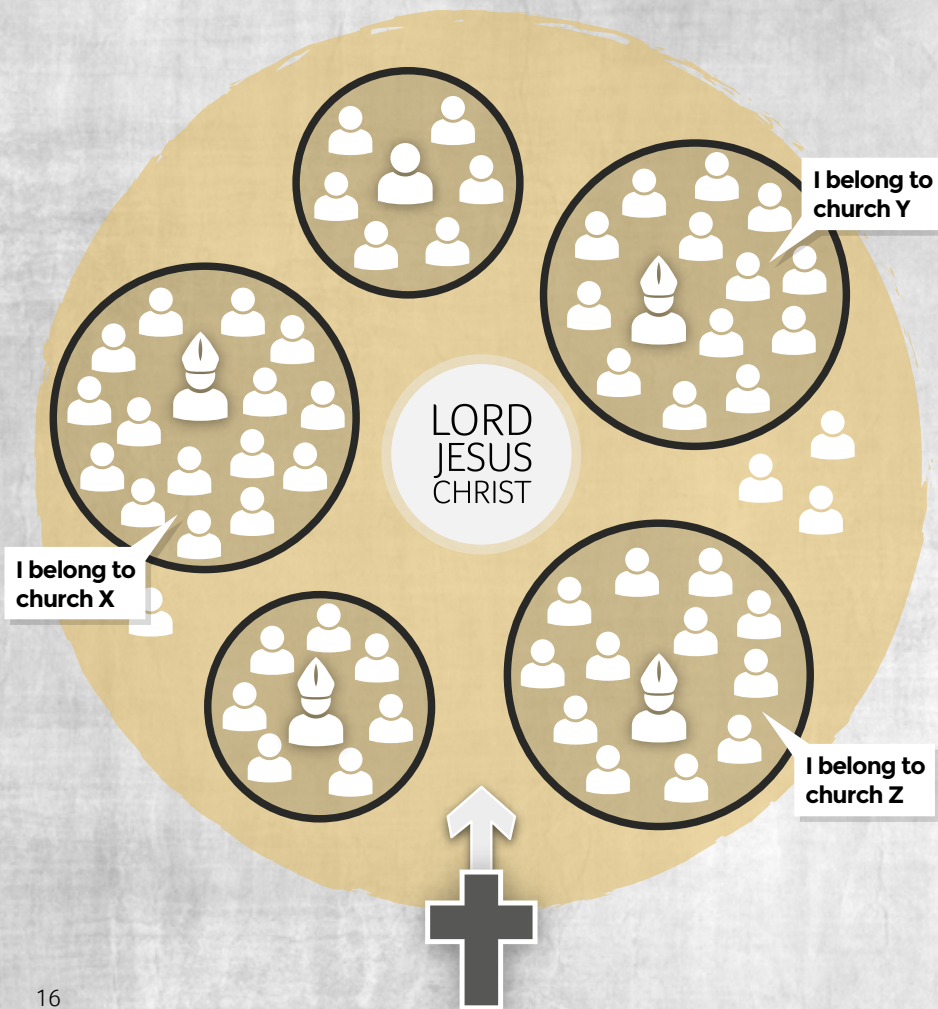 I belong to
church Y
LORD
JESUS
CHRIST
I belong to
church X
I belong to
church Z
16